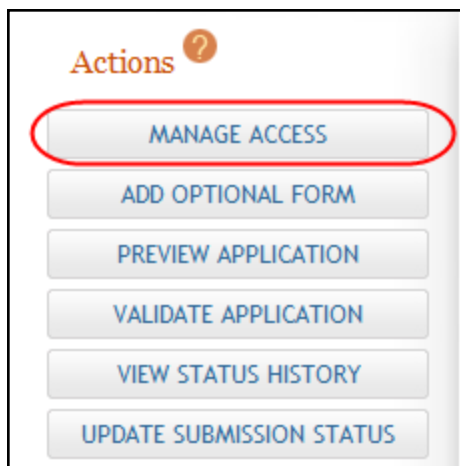 Actions ?
MANAGE ACCESS
ADD OPTIONAL FORM
PREVIEW APPLICATION
VALIDATE APPLICATION
VIEW STATUS HISTORY
UPDATE SUBMISSION STATUS